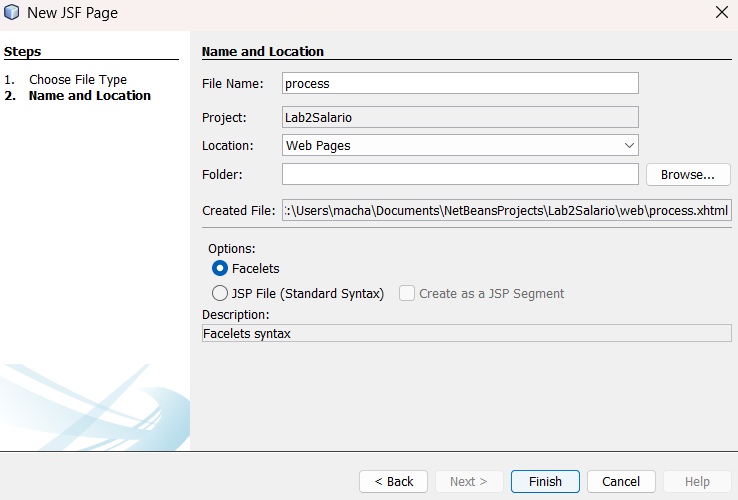 New JSF Page
Steps
1. Choose File Type
2. Name and Location
Name and Location
File Name: process
Project: Lab2Salario
Location: Web Pages
Folder: Browse...
Created File: :\Users\macha\Documents\NetBeansProjects\Lab2Salario\web\process.xhtml
Options:
Facelets
JSP File (Standard Syntax) Create as a JSP Segment
Description:
Facelets syntax
< Back Next > Finish Cancel Help